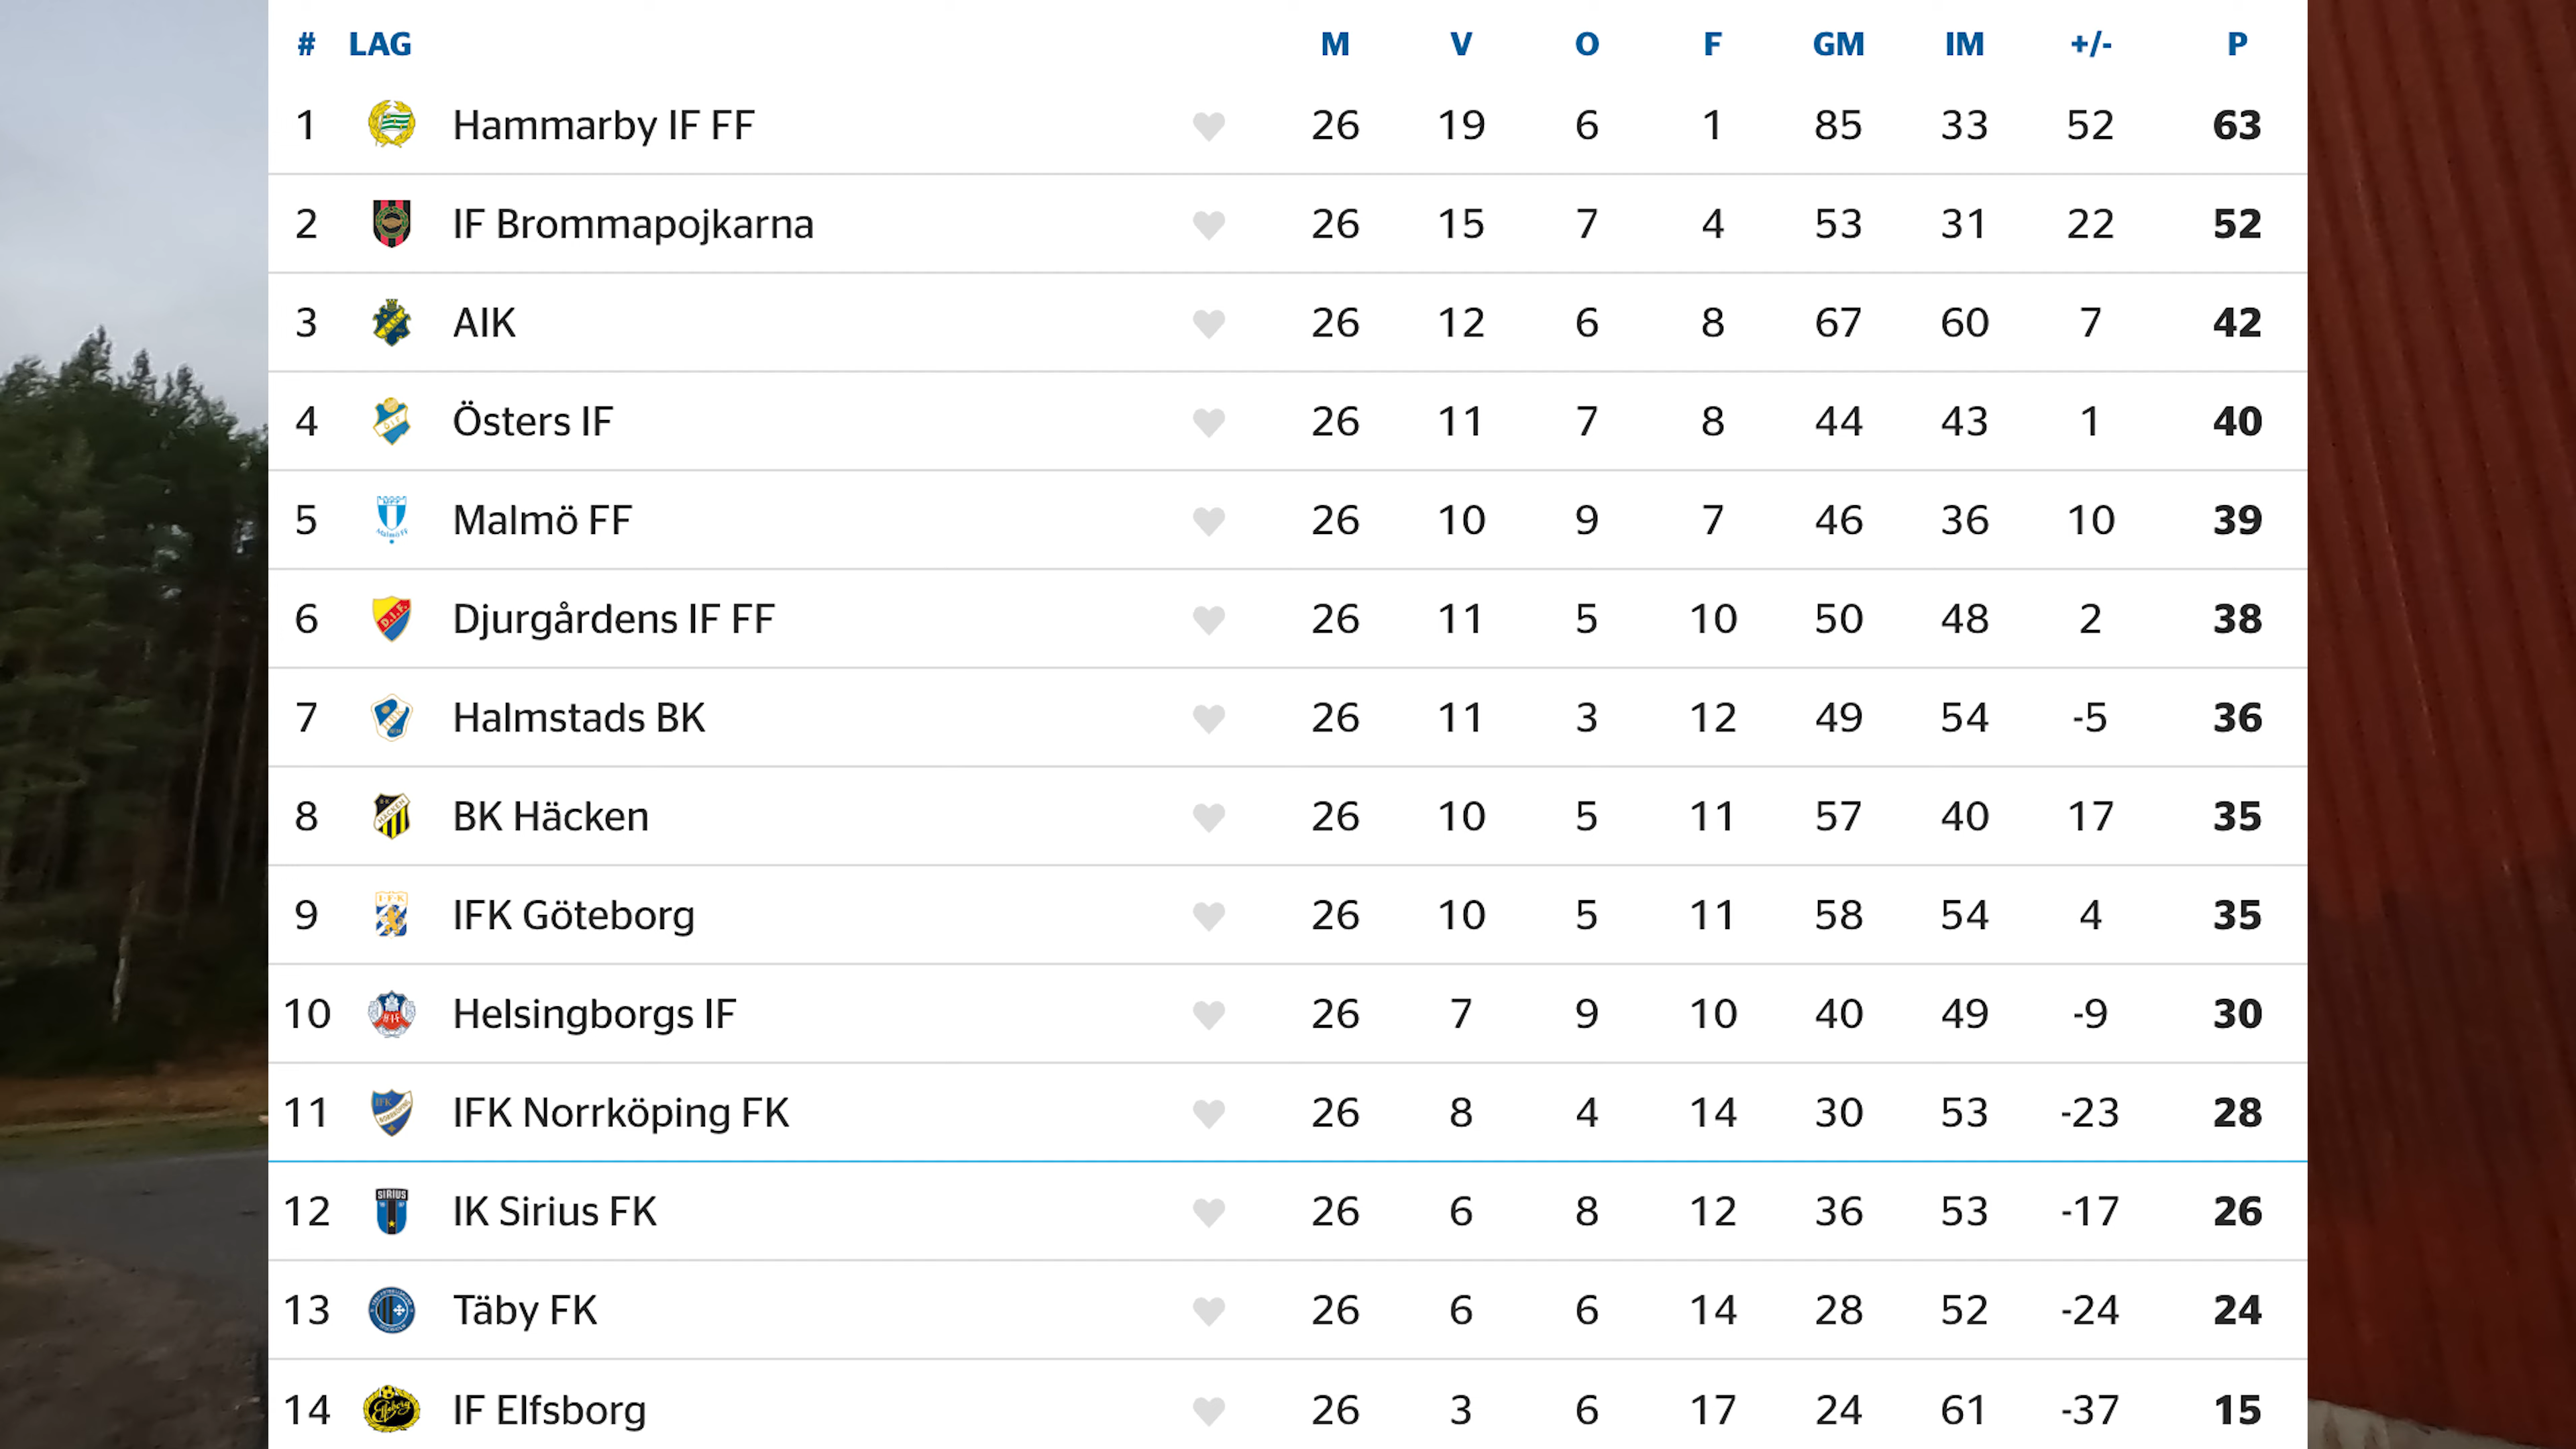 # LAG M V O F GM IM +/- P
1 Hammarby IF FF 26 19 6 1 85 33 52 63
2 IF Brommapojkarna 26 15 7 4 53 31 22 52
3 AIK 26 12 6 8 67 60 7 42
4 Östers IF 26 11 7 8 44 43 1 40
5 Malmö FF 26 10 9 7 46 36 10 39
6 D.I.F. Djurgårdens IF FF 26 11 5 10 50 48 2 38
7 Halmstads BK 26 11 3 12 49 54 -5 36
8 BK Häcken 26 10 5 11 57 40 17 35
9 IFK Göteborg 26 10 5 11 58 54 4 35
10 Helsingborgs IF 26 7 9 10 40 49 -9 30
11 IFK Norrköping FK 26 8 4 14 30 53 -23 28
12 SIRIUS IK Sirius FK 26 6 8 12 36 53 -17 26
13 Täby FK 26 6 6 14 28 52 -24 24
14 Elfsborg IF Elfsborg 26 3 6 17 24 61 -37 15